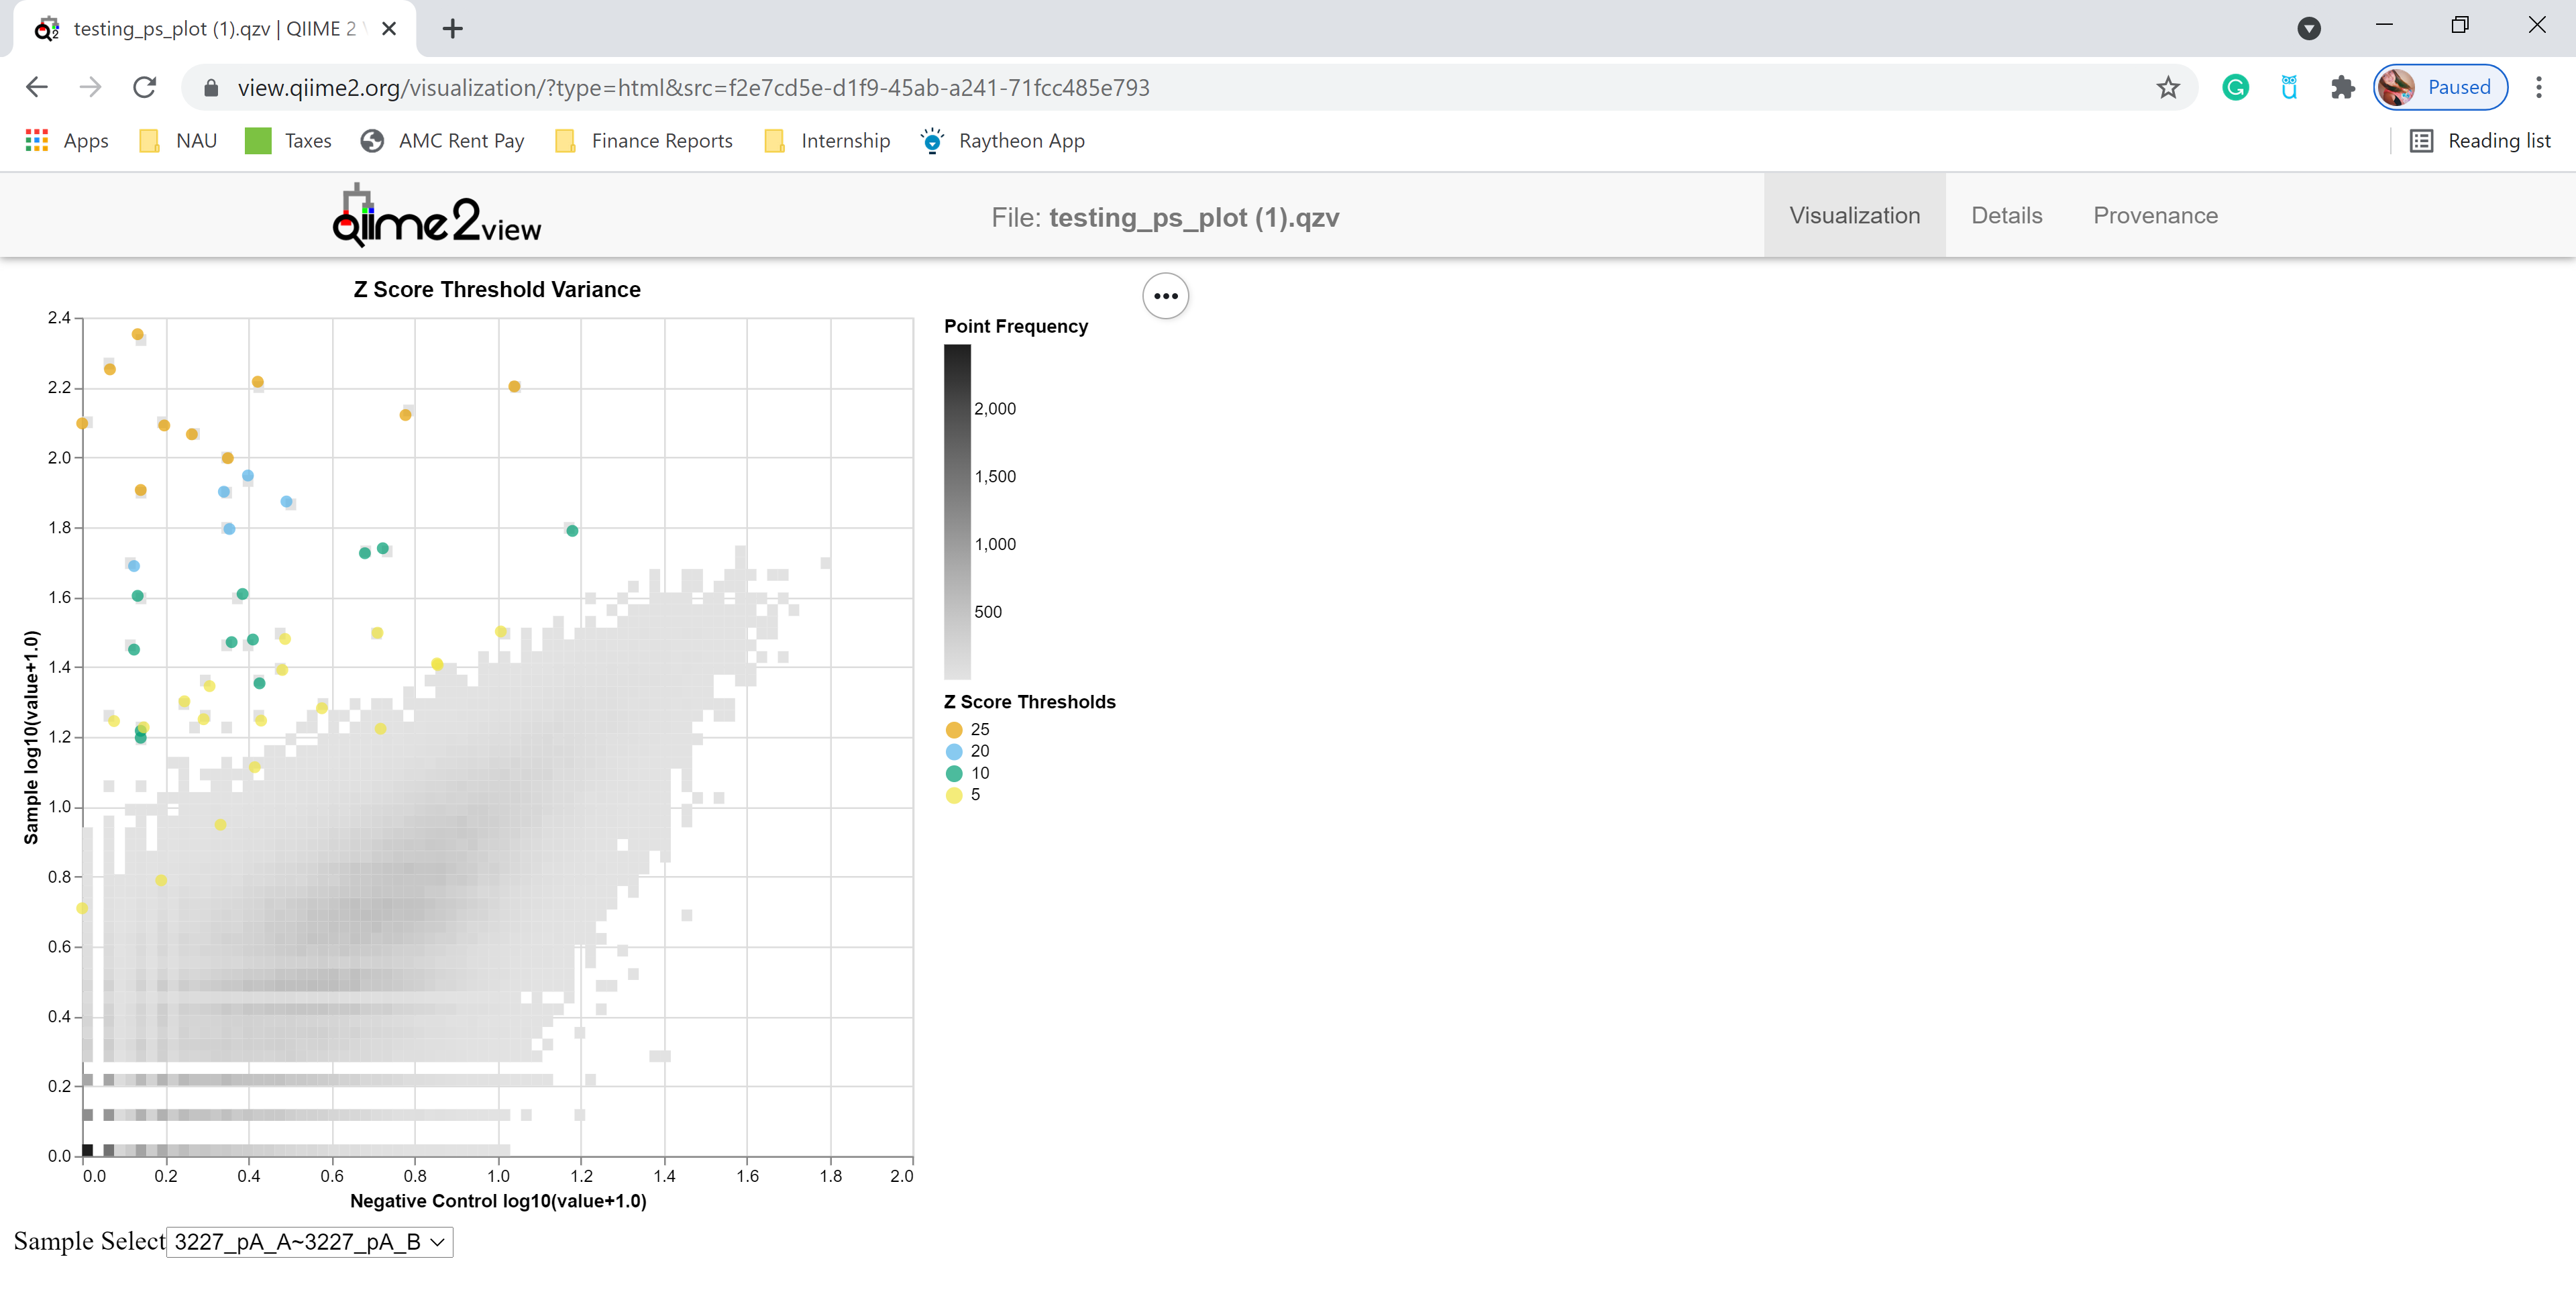 testing_ps_plot (1).qzv | QIIME 2
view.qiime2.org/visualization/?type=html&src=f2e7cd5e-d1f9-45ab-a241-71fcc485e793
Paused
Apps NAU Taxes AMC Rent Pay Finance Reports Internship Raytheon App Reading list
qiime2view File: testing_ps_plot (1).qzv Visualization Details Provenance
Z Score Threshold Variance
Sample log10(value+1.0)
2.4
2.2
2.0
1.8
1.6
1.4
1.2
1.0
0.8
0.6
0.4
0.2
0.0
0.0 0.2 0.4 0.6 0.8 1.0 1.2 1.4 1.6 1.8 2.0
Negative Control log10(value+1.0)
Point Frequency
2,000
1,500
1,000
500
Z Score Thresholds
25
20
10
5
Sample Select 3227_pA_A~3227_pA_B